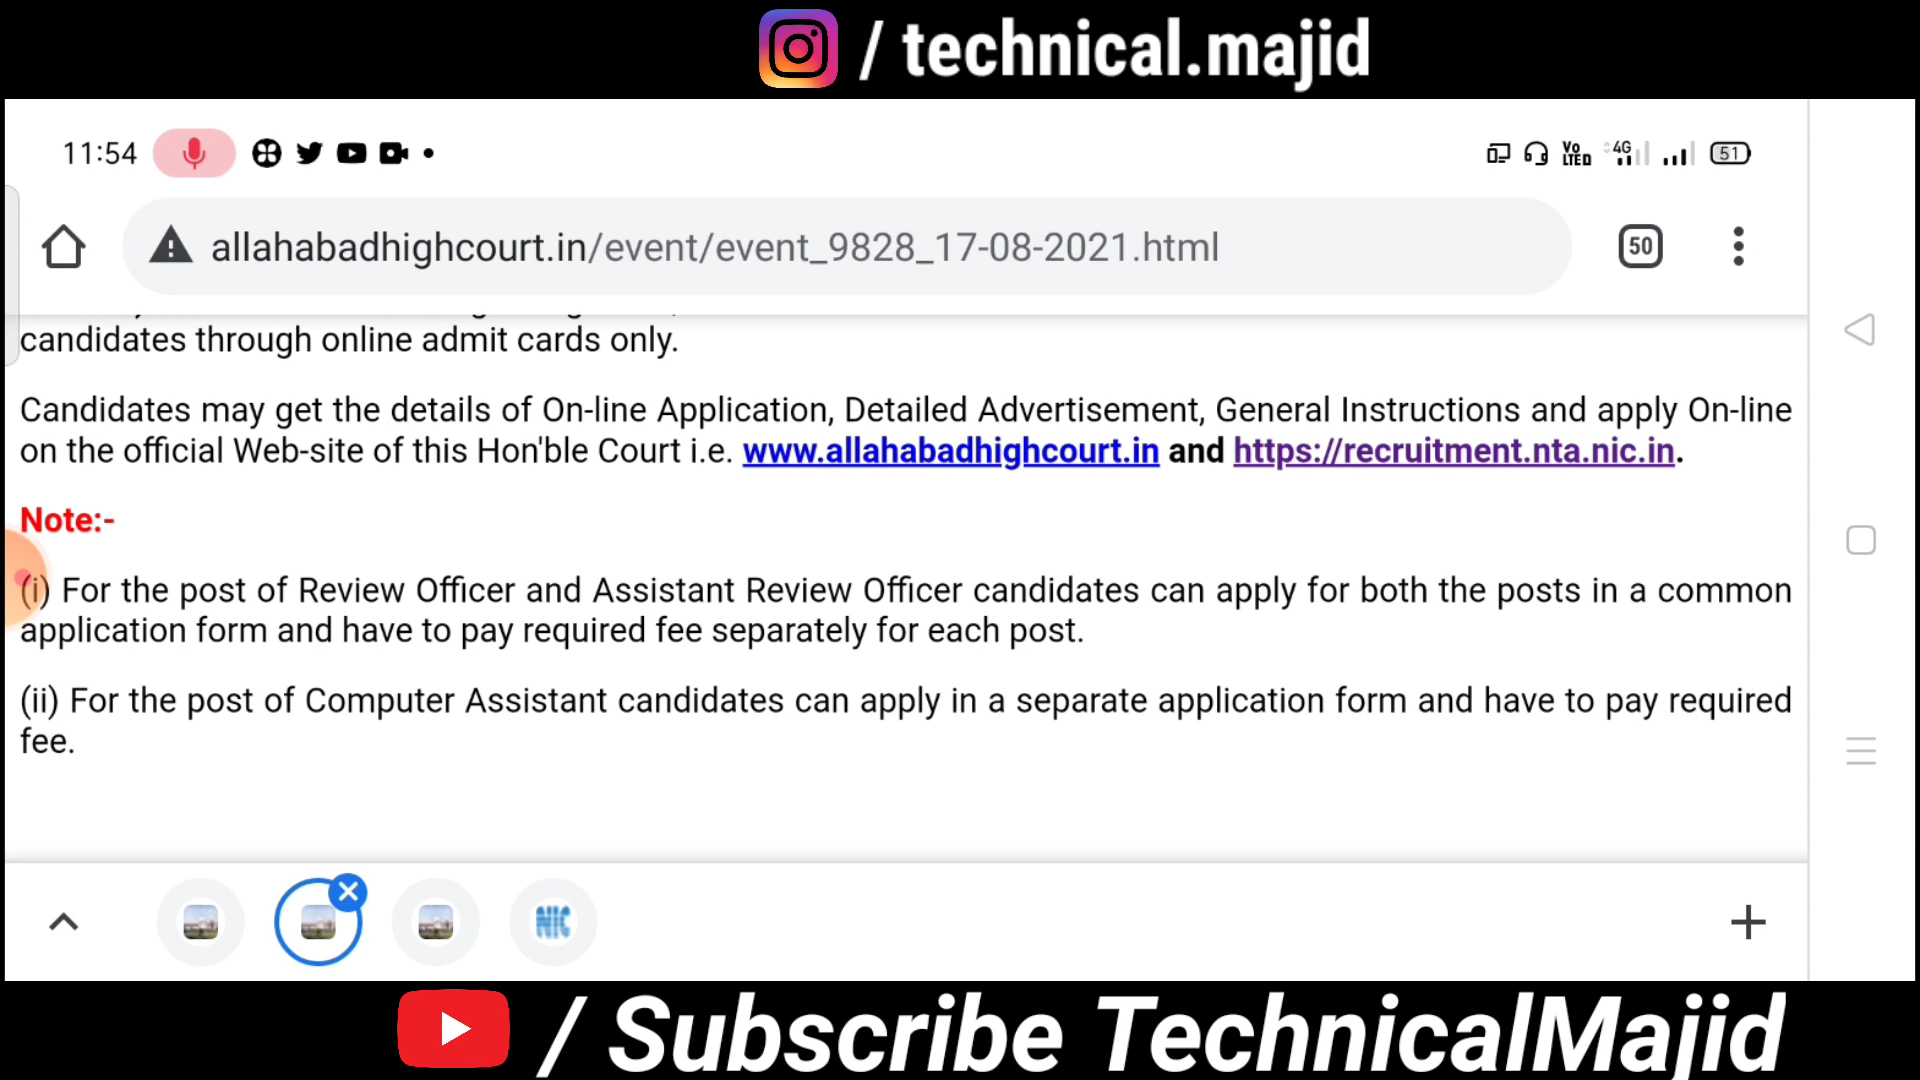 / technical.majid
11:54
Vo LTED 4G 51
allahabadhighcourt.in/event/event_9828_17-08-2021.html
50
candidates through online admit cards only.
Candidates may get the details of On-line Application, Detailed Advertisement, General Instructions and apply On-line
on the official Web-site of this Hon'ble Court i.e. www.allahabadhighcourt.in and https://recruitment.nta.nic.in.
Note:-
(i) For the post of Review Officer and Assistant Review Officer candidates can apply for both the posts in a common
application form and have to pay required fee separately for each post.
(ii) For the post of Computer Assistant candidates can apply in a separate application form and have to pay required
fee.
NIC
/ Subscribe TechnicalMajid